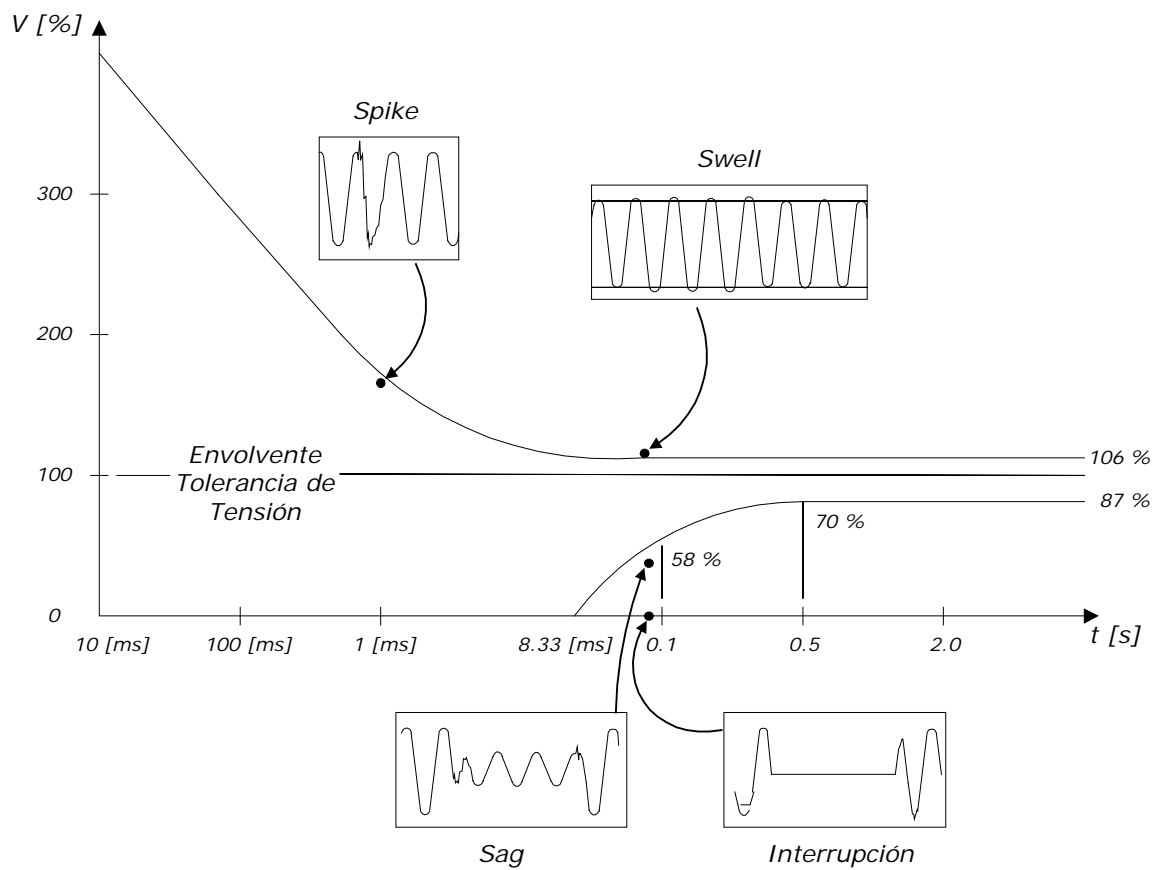 V [%]
Spike
Swell
300
200
Envolvente
Tolerancia de
Tensión
100
106 %
87 %
70 %
58 %
0
10 [ms]
100 [ms]
1 [ms]
8.33 [ms]
0.1
0.5
2.0
t [s]
Sag
Interrupción